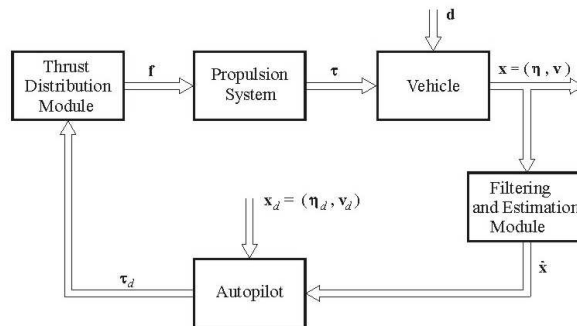 d
Thrust
Distribution
Module
f
Propulsion
System
τ
Vehicle
x = (η , v)
Filtering
and Estimation
Module
x_d = (η_d , v_d)
ẋ
τ_d
Autopilot